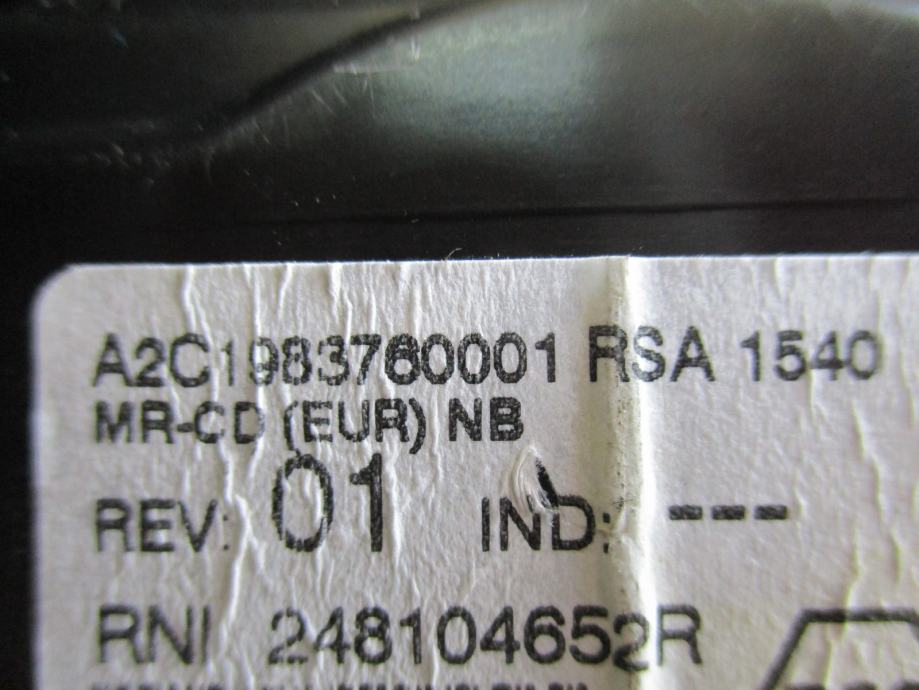 A2C1983760001 RSA 1540
MR-CD (EUR) NB
REV: 01 IND: ---
RNI 248104652R